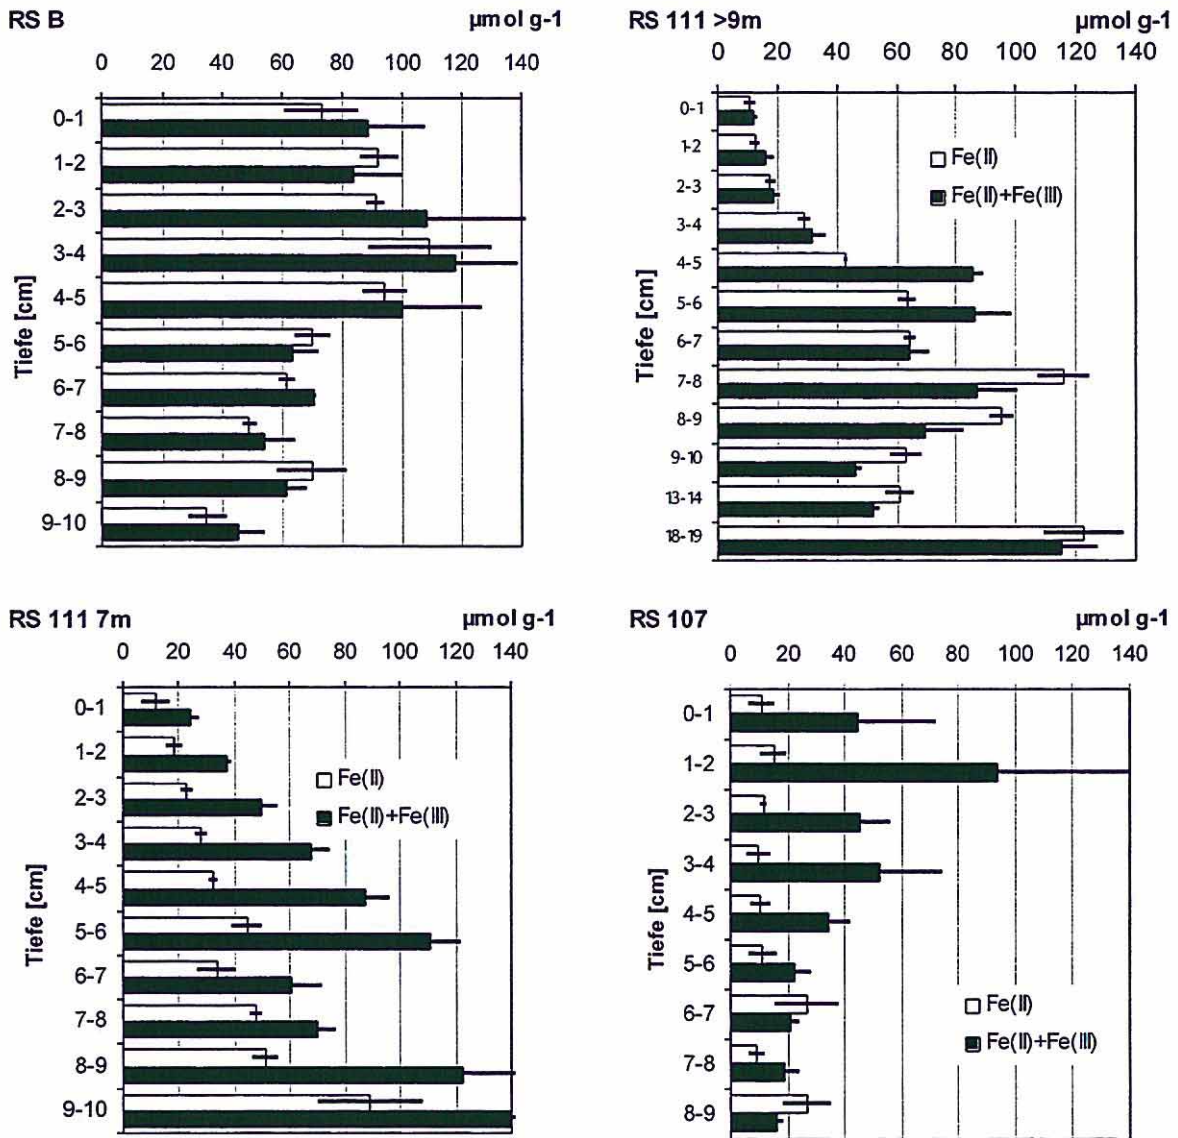 RS B µmol g-1
0 20 40 60 80 100 120 140
Tiefe [cm]
0-1
1-2
2-3
3-4
4-5
5-6
6-7
7-8
8-9
9-10
RS 111 >9m µmol g-1
0 20 40 60 80 100 120 140
Tiefe [cm]
0-1
1-2
2-3
3-4
4-5
5-6
6-7
7-8
8-9
9-10
13-14
18-19
Fe(II)
Fe(II)+Fe(III)
RS 111 7m µmol g-1
0 20 40 60 80 100 120 140
Tiefe [cm]
0-1
1-2
2-3
3-4
4-5
5-6
6-7
7-8
8-9
9-10
Fe(II)
Fe(II)+Fe(III)
RS 107 µmol g-1
0 20 40 60 80 100 120 140
Tiefe [cm]
0-1
1-2
2-3
3-4
4-5
5-6
6-7
7-8
8-9
Fe(II)
Fe(II)+Fe(III)